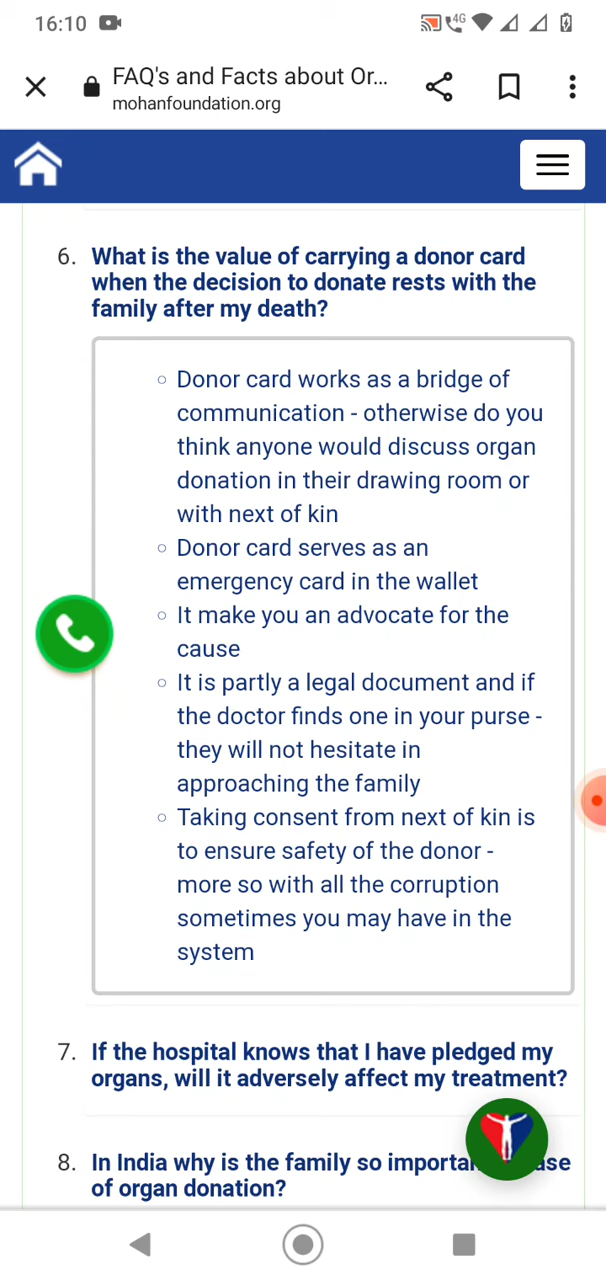 16:10
4G
FAQ's and Facts about Or...
mohanfoundation.org
6. What is the value of carrying a donor card
when the decision to donate rests with the
family after my death?
Donor card works as a bridge of
communication - otherwise do you
think anyone would discuss organ
donation in their drawing room or
with next of kin
Donor card serves as an
emergency card in the wallet
It make you an advocate for the
cause
It is partly a legal document and if
the doctor finds one in your purse -
they will not hesitate in
approaching the family
Taking consent from next of kin is
to ensure safety of the donor -
more so with all the corruption
sometimes you may have in the
system
7. If the hospital knows that I have pledged my
organs, will it adversely affect my treatment?
8. In India why is the family so
of organ donation?